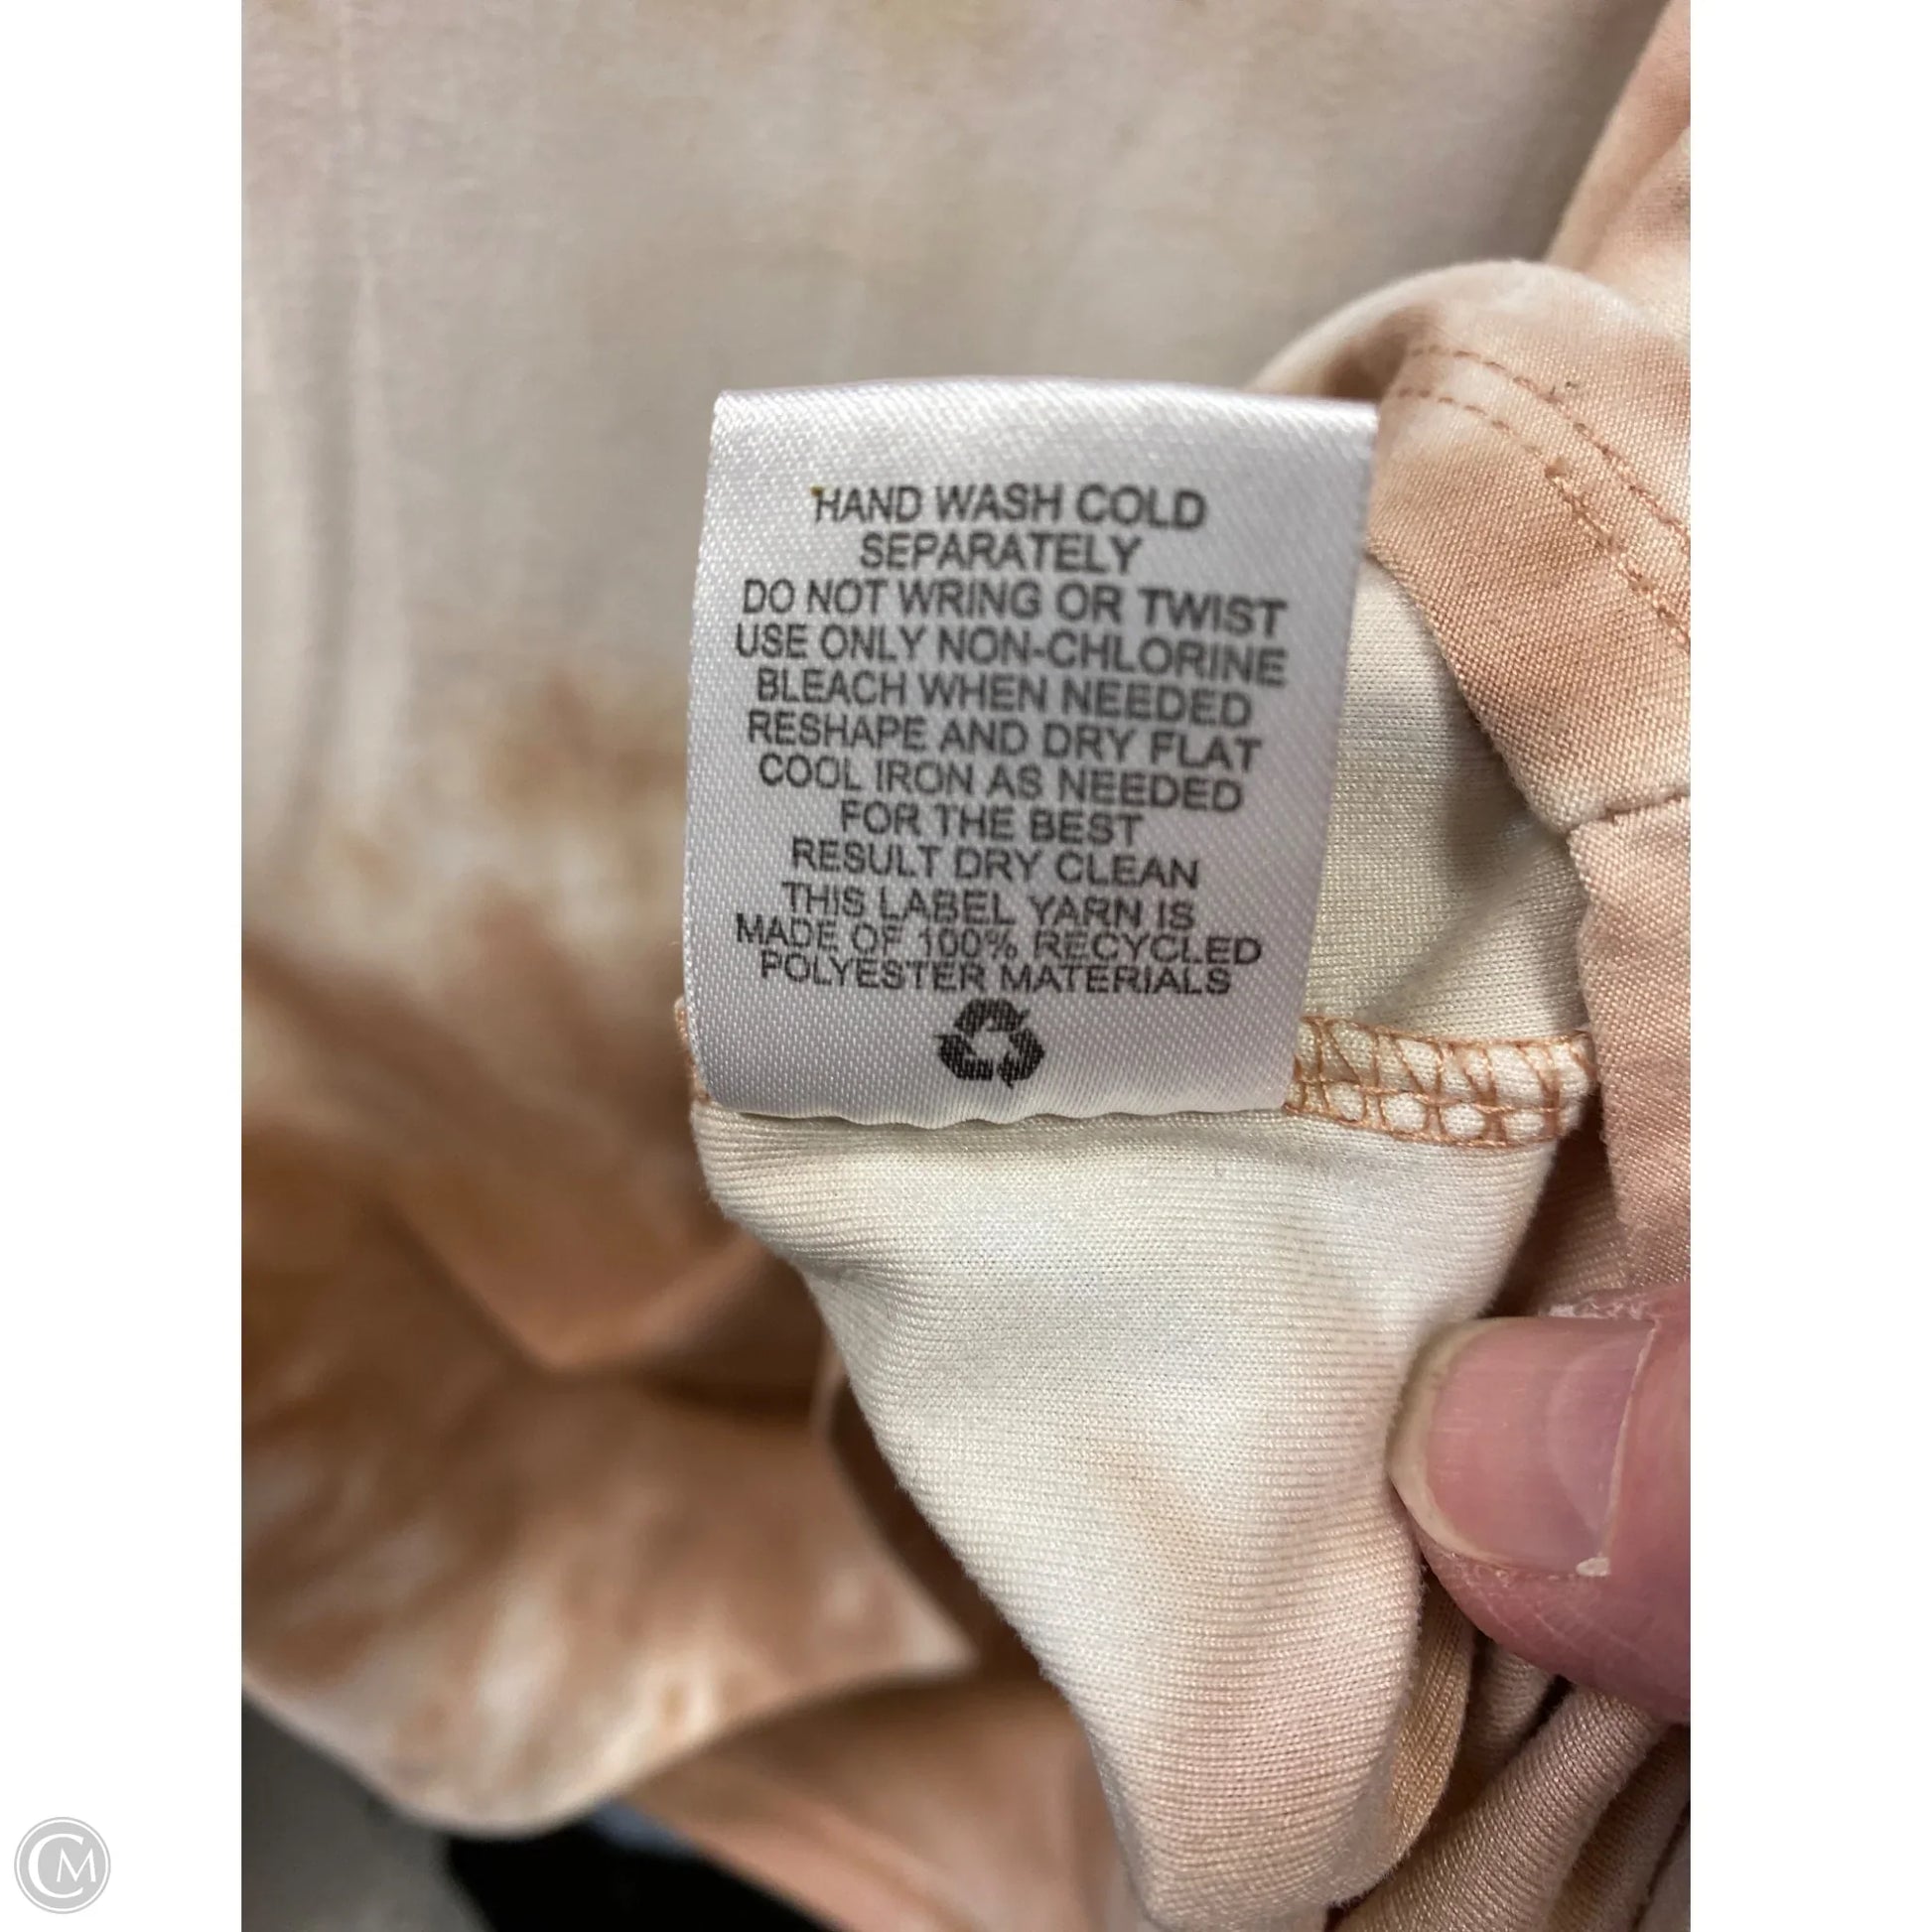 HAND WASH COLD
SEPARATELY
DO NOT WRING OR TWIST
USE ONLY NON-CHLORINE
BLEACH WHEN NEEDED
RESHAPE AND DRY FLAT
COOL IRON AS NEEDED
FOR THE BEST
RESULT DRY CLEAN
THIS LABEL YARN IS
MADE OF 100% RECYCLED
POLYESTER MATERIALS
CM